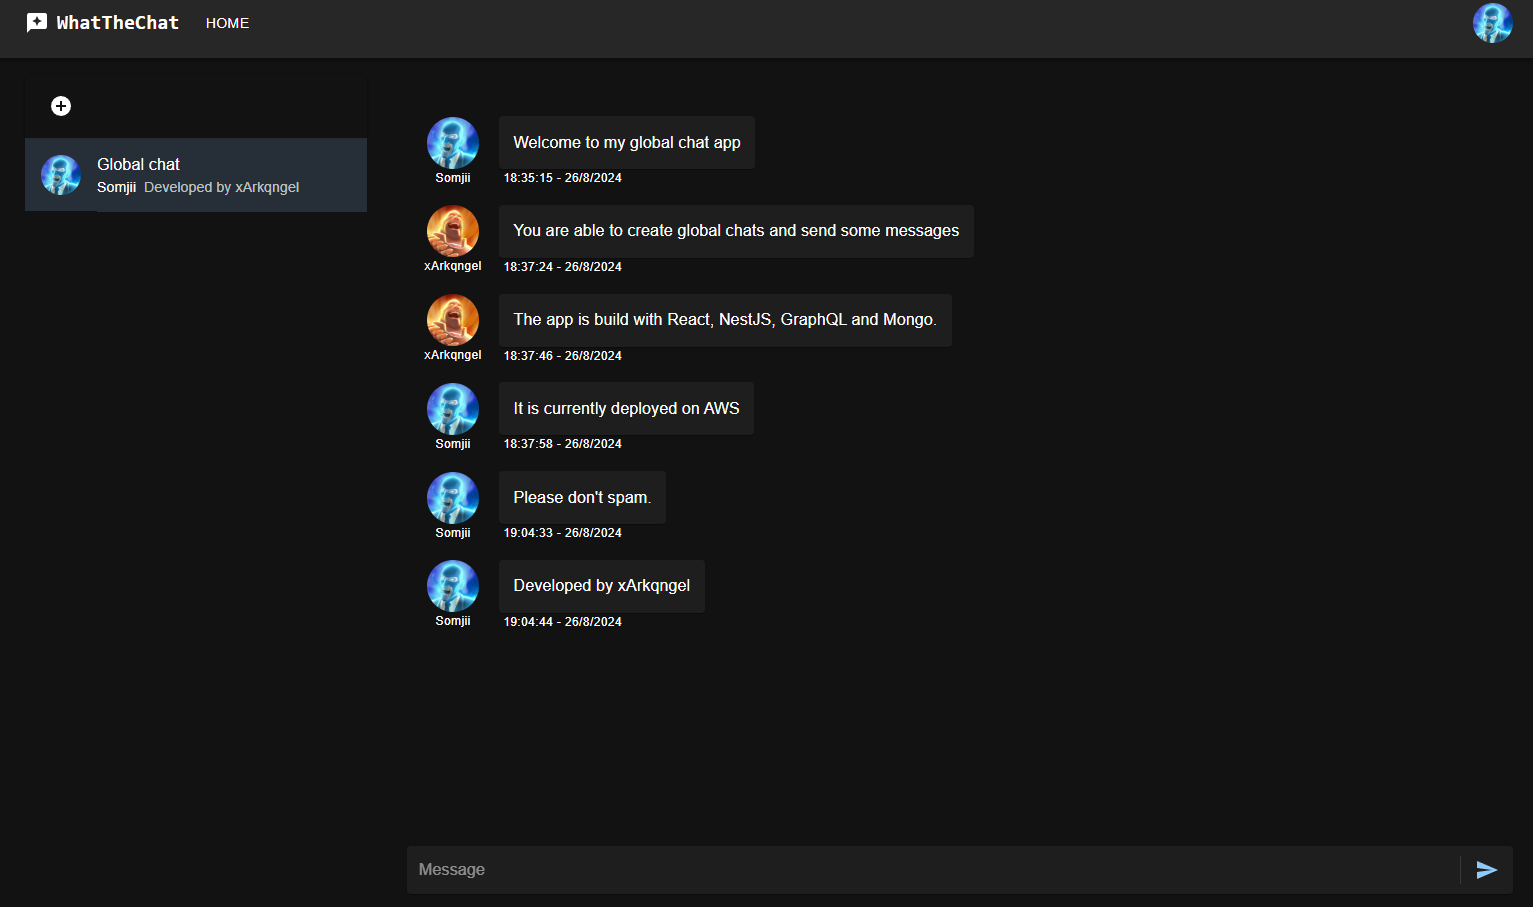 WhatTheChat HOME
Global chat
Somjii Developed by xArkqngel
Welcome to my global chat app
Somjii 18:35:15 - 26/8/2024
You are able to create global chats and send some messages
xArkqngel 18:37:24 - 26/8/2024
The app is build with React, NestJS, GraphQL and Mongo.
xArkqngel 18:37:46 - 26/8/2024
It is currently deployed on AWS
Somjii 18:37:58 - 26/8/2024
Please don't spam.
Somjii 19:04:33 - 26/8/2024
Developed by xArkqngel
Somjii 19:04:44 - 26/8/2024
Message